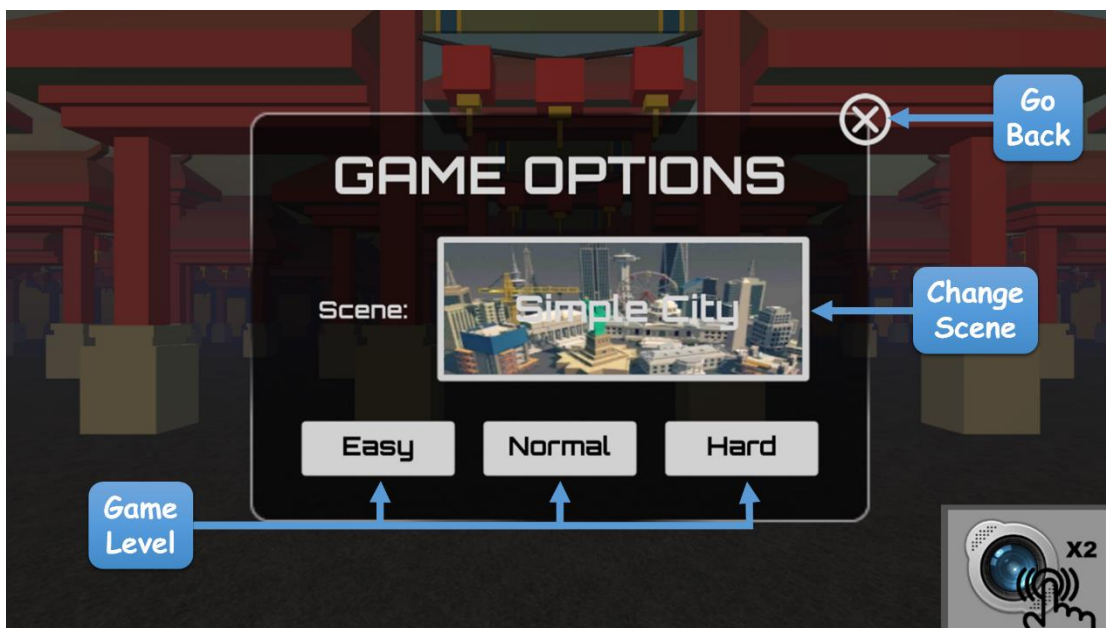 Go
Back
GAME OPTIONS
Scene:
Simple City
Change
Scene
Easy
Normal
Hard
Game
Level
X2